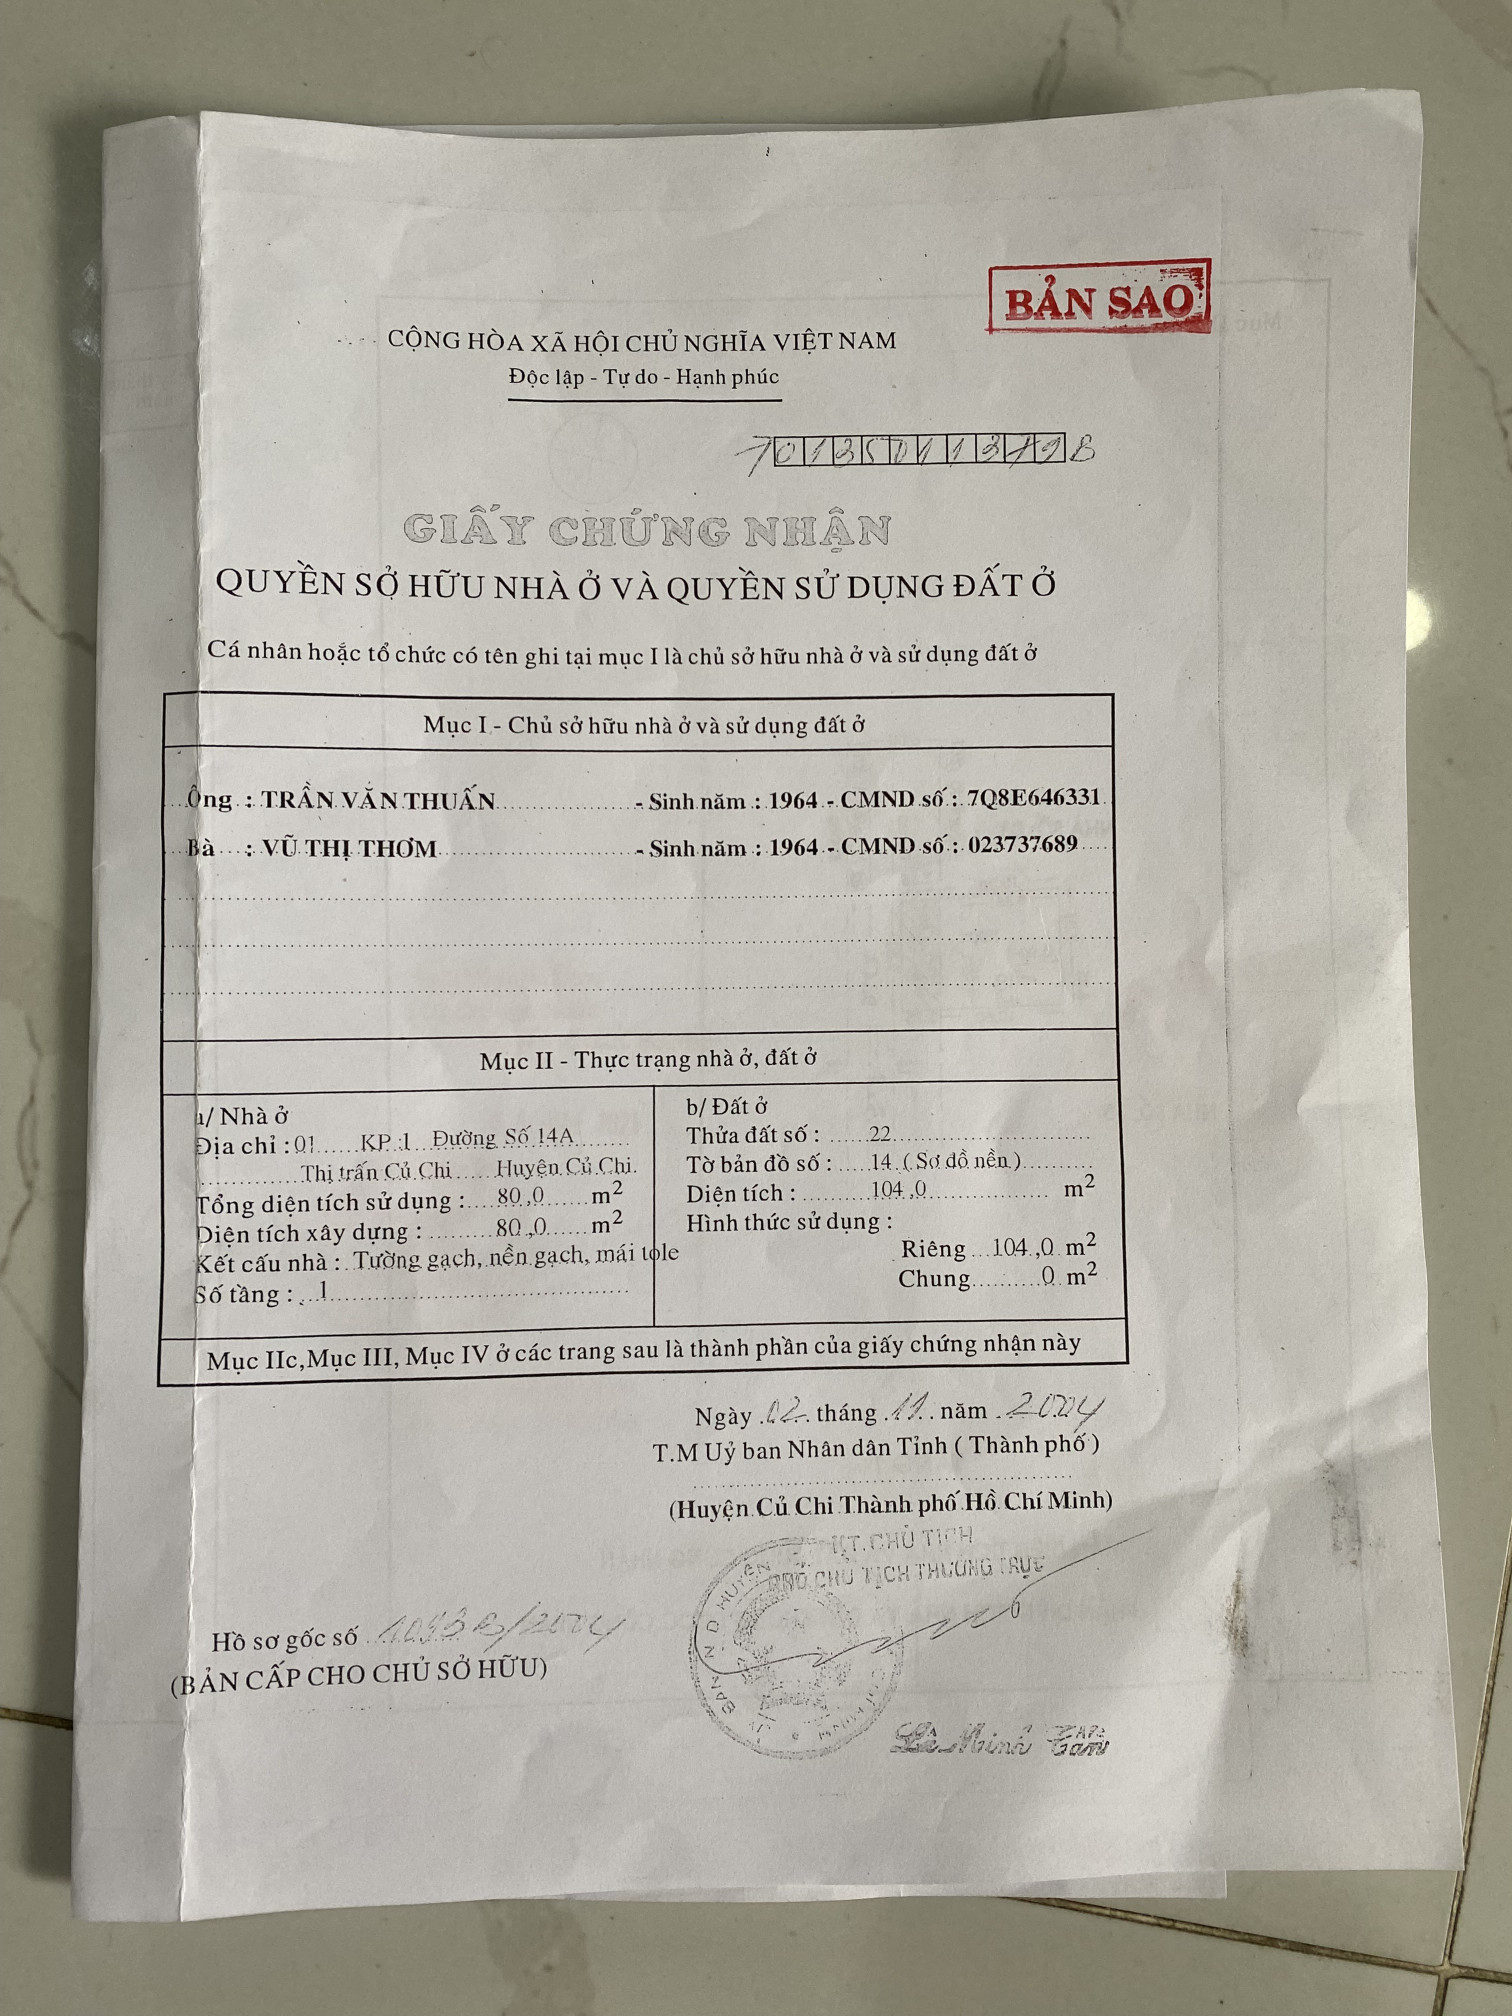 BẢN SAO
CỘNG HÒA XÃ HỘI CHỦ NGHĨA VIỆT NAM
Độc lập - Tự do - Hạnh phúc
GIẤY CHỨNG NHẬN
QUYỀN SỞ HỮU NHÀ Ở VÀ QUYỀN SỬ DỤNG ĐẤT Ở
Cá nhân hoặc tổ chức có tên ghi tại mục I là chủ sở hữu nhà ở và sử dụng đất ở
Mục I - Chủ sở hữu nhà ở và sử dụng đất ở
Ông : TRẦN VĂN THUẤN - Sinh năm : 1964 - CMND số : 7Q8E646331
Bà : VŨ THỊ THƠM - Sinh năm : 1964 - CMND số : 023737689
Mục II - Thực trạng nhà ở, đất ở
a/ Nhà ở
Địa chỉ : 01 KP :1 Đường Số 14A
Thị trấn Củ Chi Huyện Củ Chi.
Tổng diện tích sử dụng : 80 ,0 m2
Diện tích xây dựng : 80 ,0 m2
Kết cấu nhà : Tường gạch, nền gạch, mái tole
Số tầng : 1
b/ Đất ở
Thửa đất số : 22
Tờ bản đồ số : 14 ( Sơ đồ nền )
Diện tích : 104 ,0 m2
Hình thức sử dụng :
Riêng 104 ,0 m2
Chung 0 m2
Mục IIc, Mục III, Mục IV ở các trang sau là thành phần của giấy chứng nhận này
Ngày 02 tháng 11 năm 2004
T.M Uỷ ban Nhân dân Tỉnh ( Thành phố )
(Huyện Củ Chi Thành phố Hồ Chí Minh)
KT. CHỦ TỊCH
PHÓ CHỦ TỊCH THƯỜNG TRỰC
Hồ sơ gốc số /2004
(BẢN CẤP CHO CHỦ SỞ HỮU)
Lê Minh Tấn